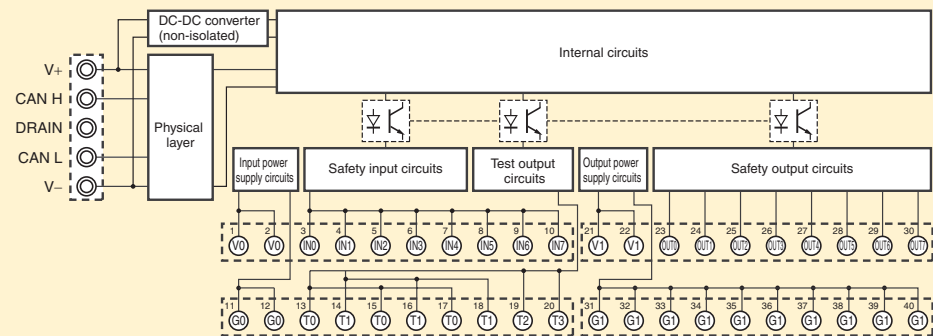 DC-DC converter
(non-isolated)
Internal circuits
V+
CAN H
DRAIN
CAN L
V–
Physical
layer
Input power
supply circuits
Safety input circuits
Test output
circuits
Output power
supply circuits
Safety output circuits
1 2 3 4 5 6 7 8 9 10
V0 V0 IN0 IN1 IN2 IN3 IN4 IN5 IN6 IN7
21 22 23 24 25 26 27 28 29 30
V1 V1 OUT0 OUT1 OUT2 OUT3 OUT4 OUT5 OUT6 OUT7
11 12 13 14 15 16 17 18 19 20
G0 G0 T0 T1 T0 T1 T0 T1 T2 T3
31 32 33 34 35 36 37 38 39 40
G1 G1 G1 G1 G1 G1 G1 G1 G1 G1